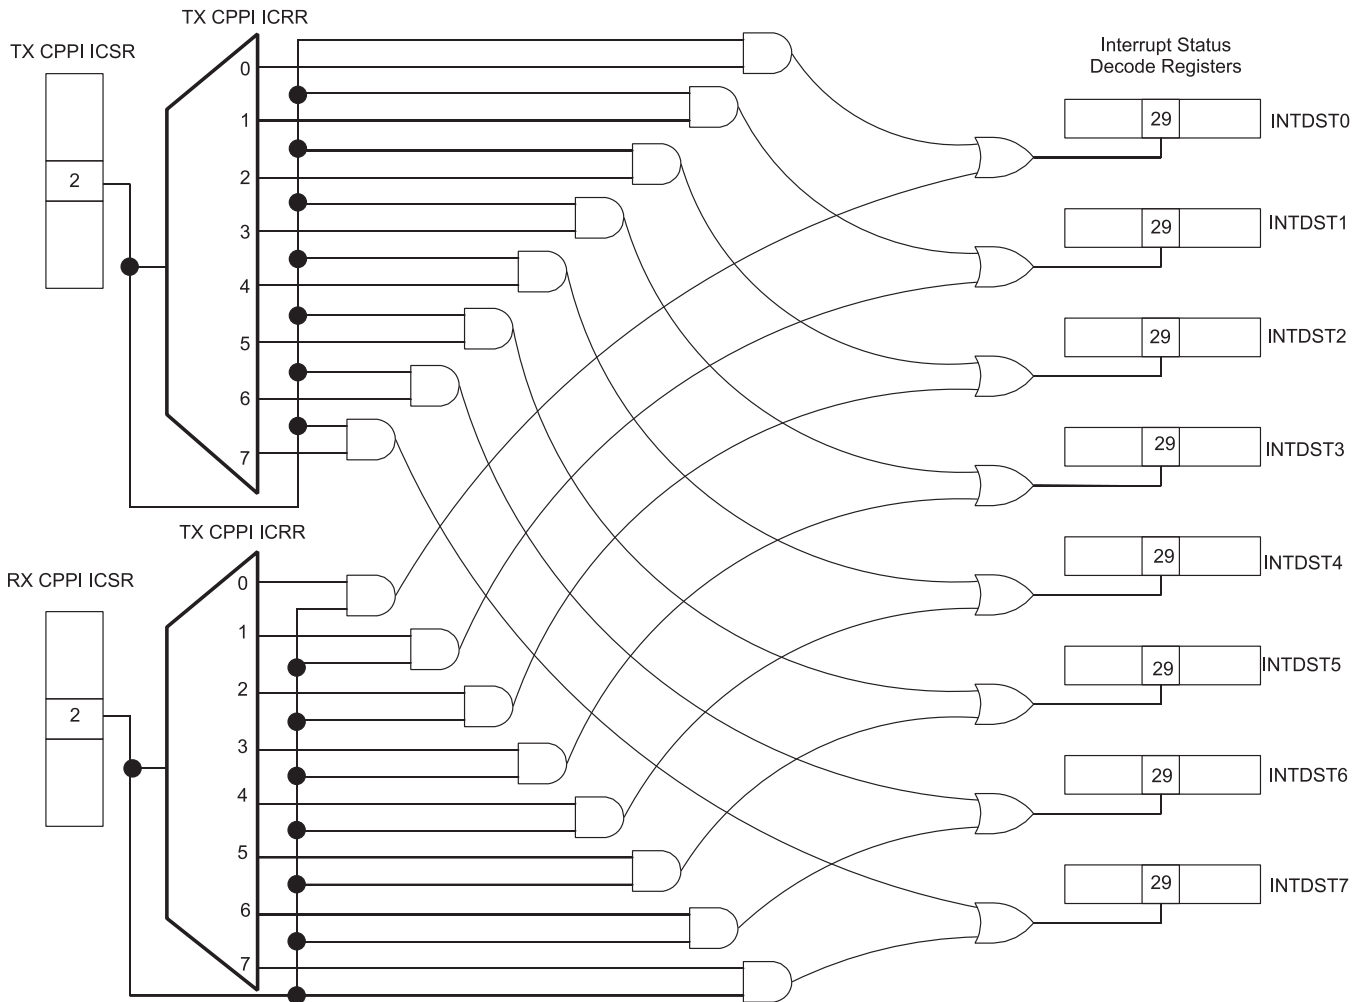 TX CPPI ICRR
TX CPPI ICSR
Interrupt Status
Decode Registers
0
1
2
3
4
5
6
7
2
29
INTDST0
29
INTDST1
29
INTDST2
29
INTDST3
29
INTDST4
29
INTDST5
29
INTDST6
29
INTDST7
TX CPPI ICRR
RX CPPI ICSR
0
1
2
3
4
5
6
7
2